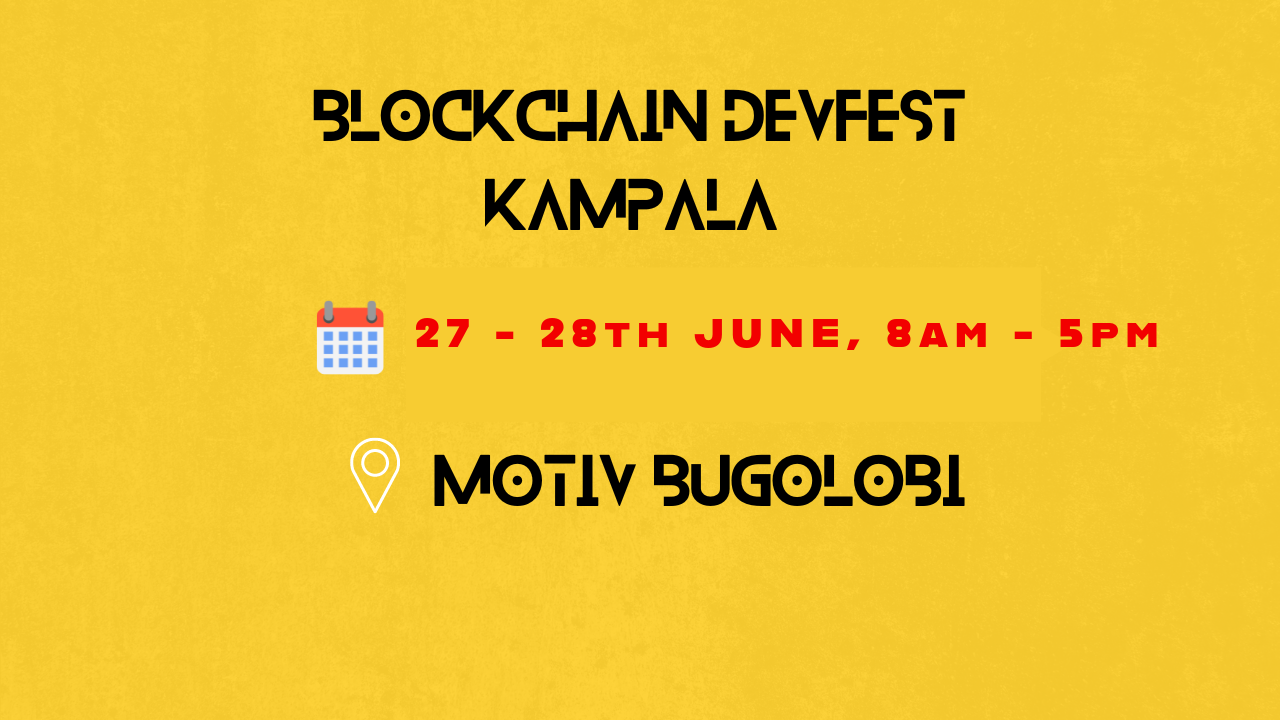 BLOCKCHAIN DEVFEST
KAMPALA
27 - 28TH JUNE, 8AM - 5PM
MOTIV BUGOLOBI